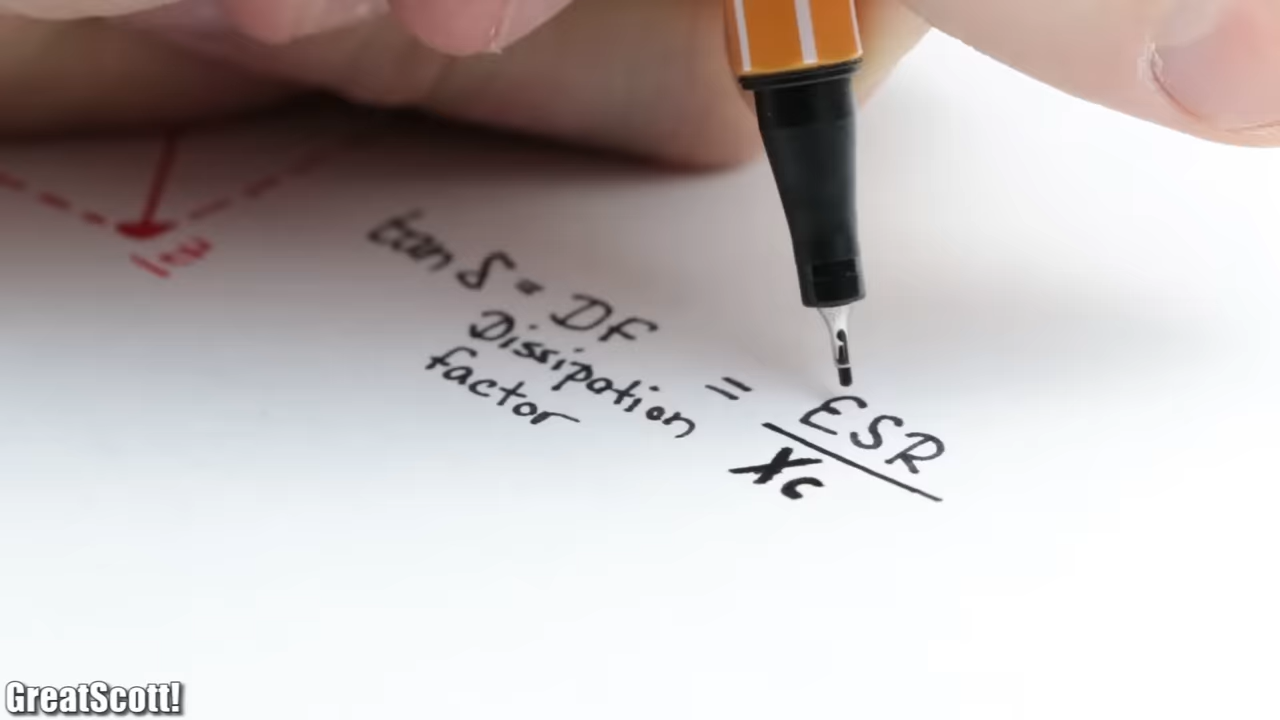 tan δ = DF
Dissipation
factor
= ESR
Xc
GreatScott!